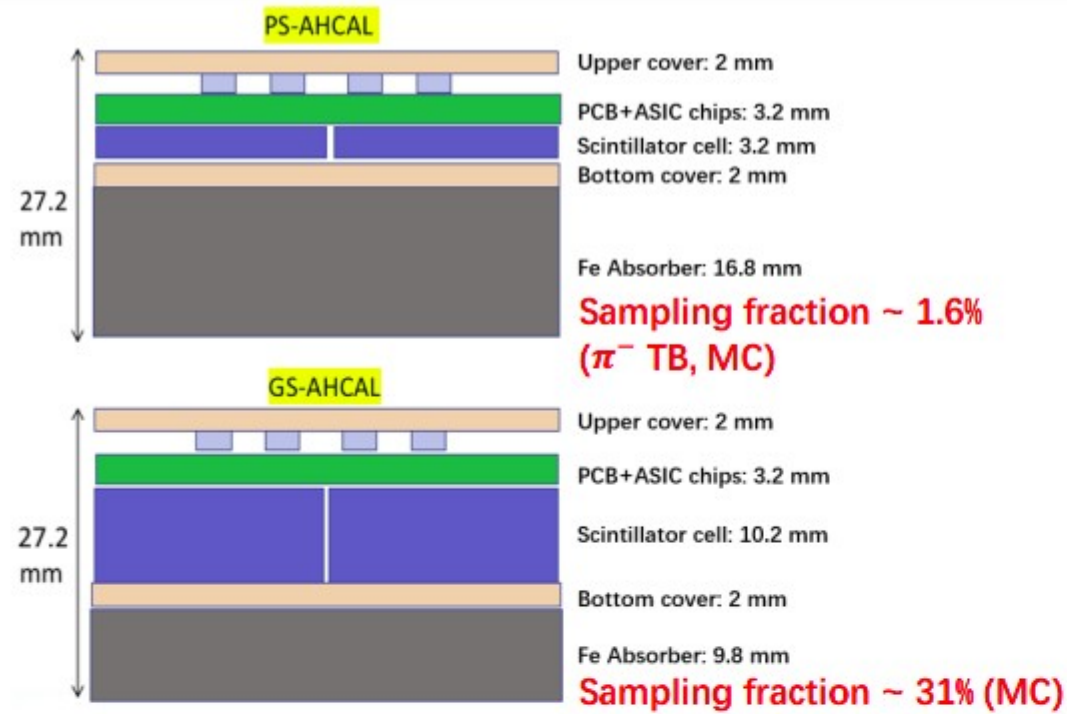 PS-AHCAL
Upper cover: 2 mm
PCB+ASIC chips: 3.2 mm
Scintillator cell: 3.2 mm
Bottom cover: 2 mm
27.2
mm
Fe Absorber: 16.8 mm
Sampling fraction ~ 1.6%
(π⁻ TB, MC)
GS-AHCAL
Upper cover: 2 mm
PCB+ASIC chips: 3.2 mm
27.2
mm
Scintillator cell: 10.2 mm
Bottom cover: 2 mm
Fe Absorber: 9.8 mm
Sampling fraction ~ 31% (MC)